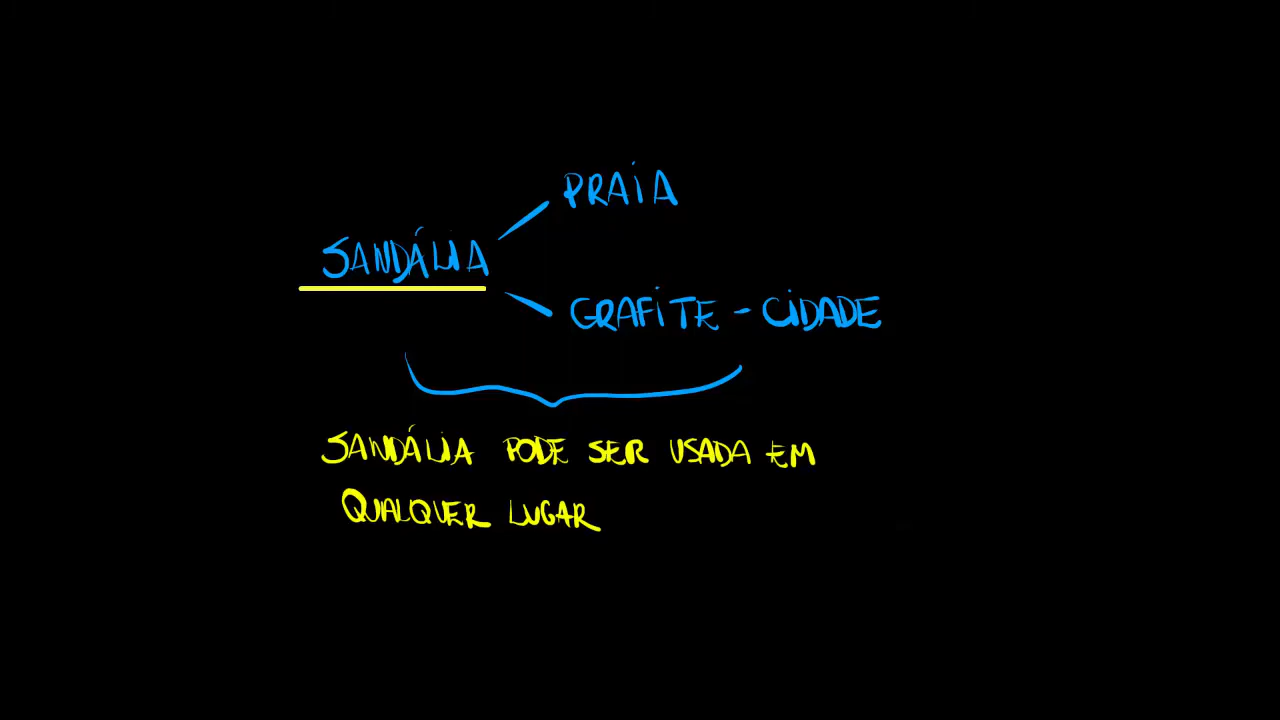 PRAIA
SANDÁLIA
GRAFITE - CIDADE
SANDÁLIA PODE SER USADA EM
QUALQUER LUGAR